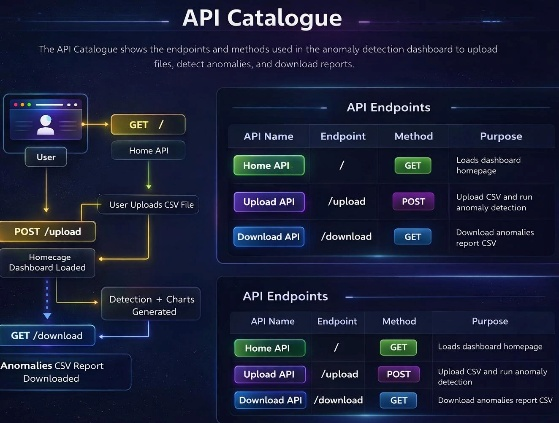 API Catalogue
The API Catalogue shows the endpoints and methods used in the anomaly detection dashboard to upload
files, detect anomalies, and download reports.
User
GET /
Home API
User Uploads CSV File
POST /upload
Homecage
Dashboard Loaded
Detection + Charts
Generated
GET /download
Anomalies CSV Report
Downloaded
API Endpoints
API Name Endpoint Method Purpose
Home API / GET Loads dashboard
homepage
Upload API /upload POST Upload CSV and run
anomaly detection
Download API /download GET Download anomalies
report CSV
API Endpoints
API Name Endpoint Method Purpose
Home API / GET Loads dashboard homepage
Upload API /upload POST Upload CSV and run anomaly
detection
Download API /download GET Download anomalies report CSV